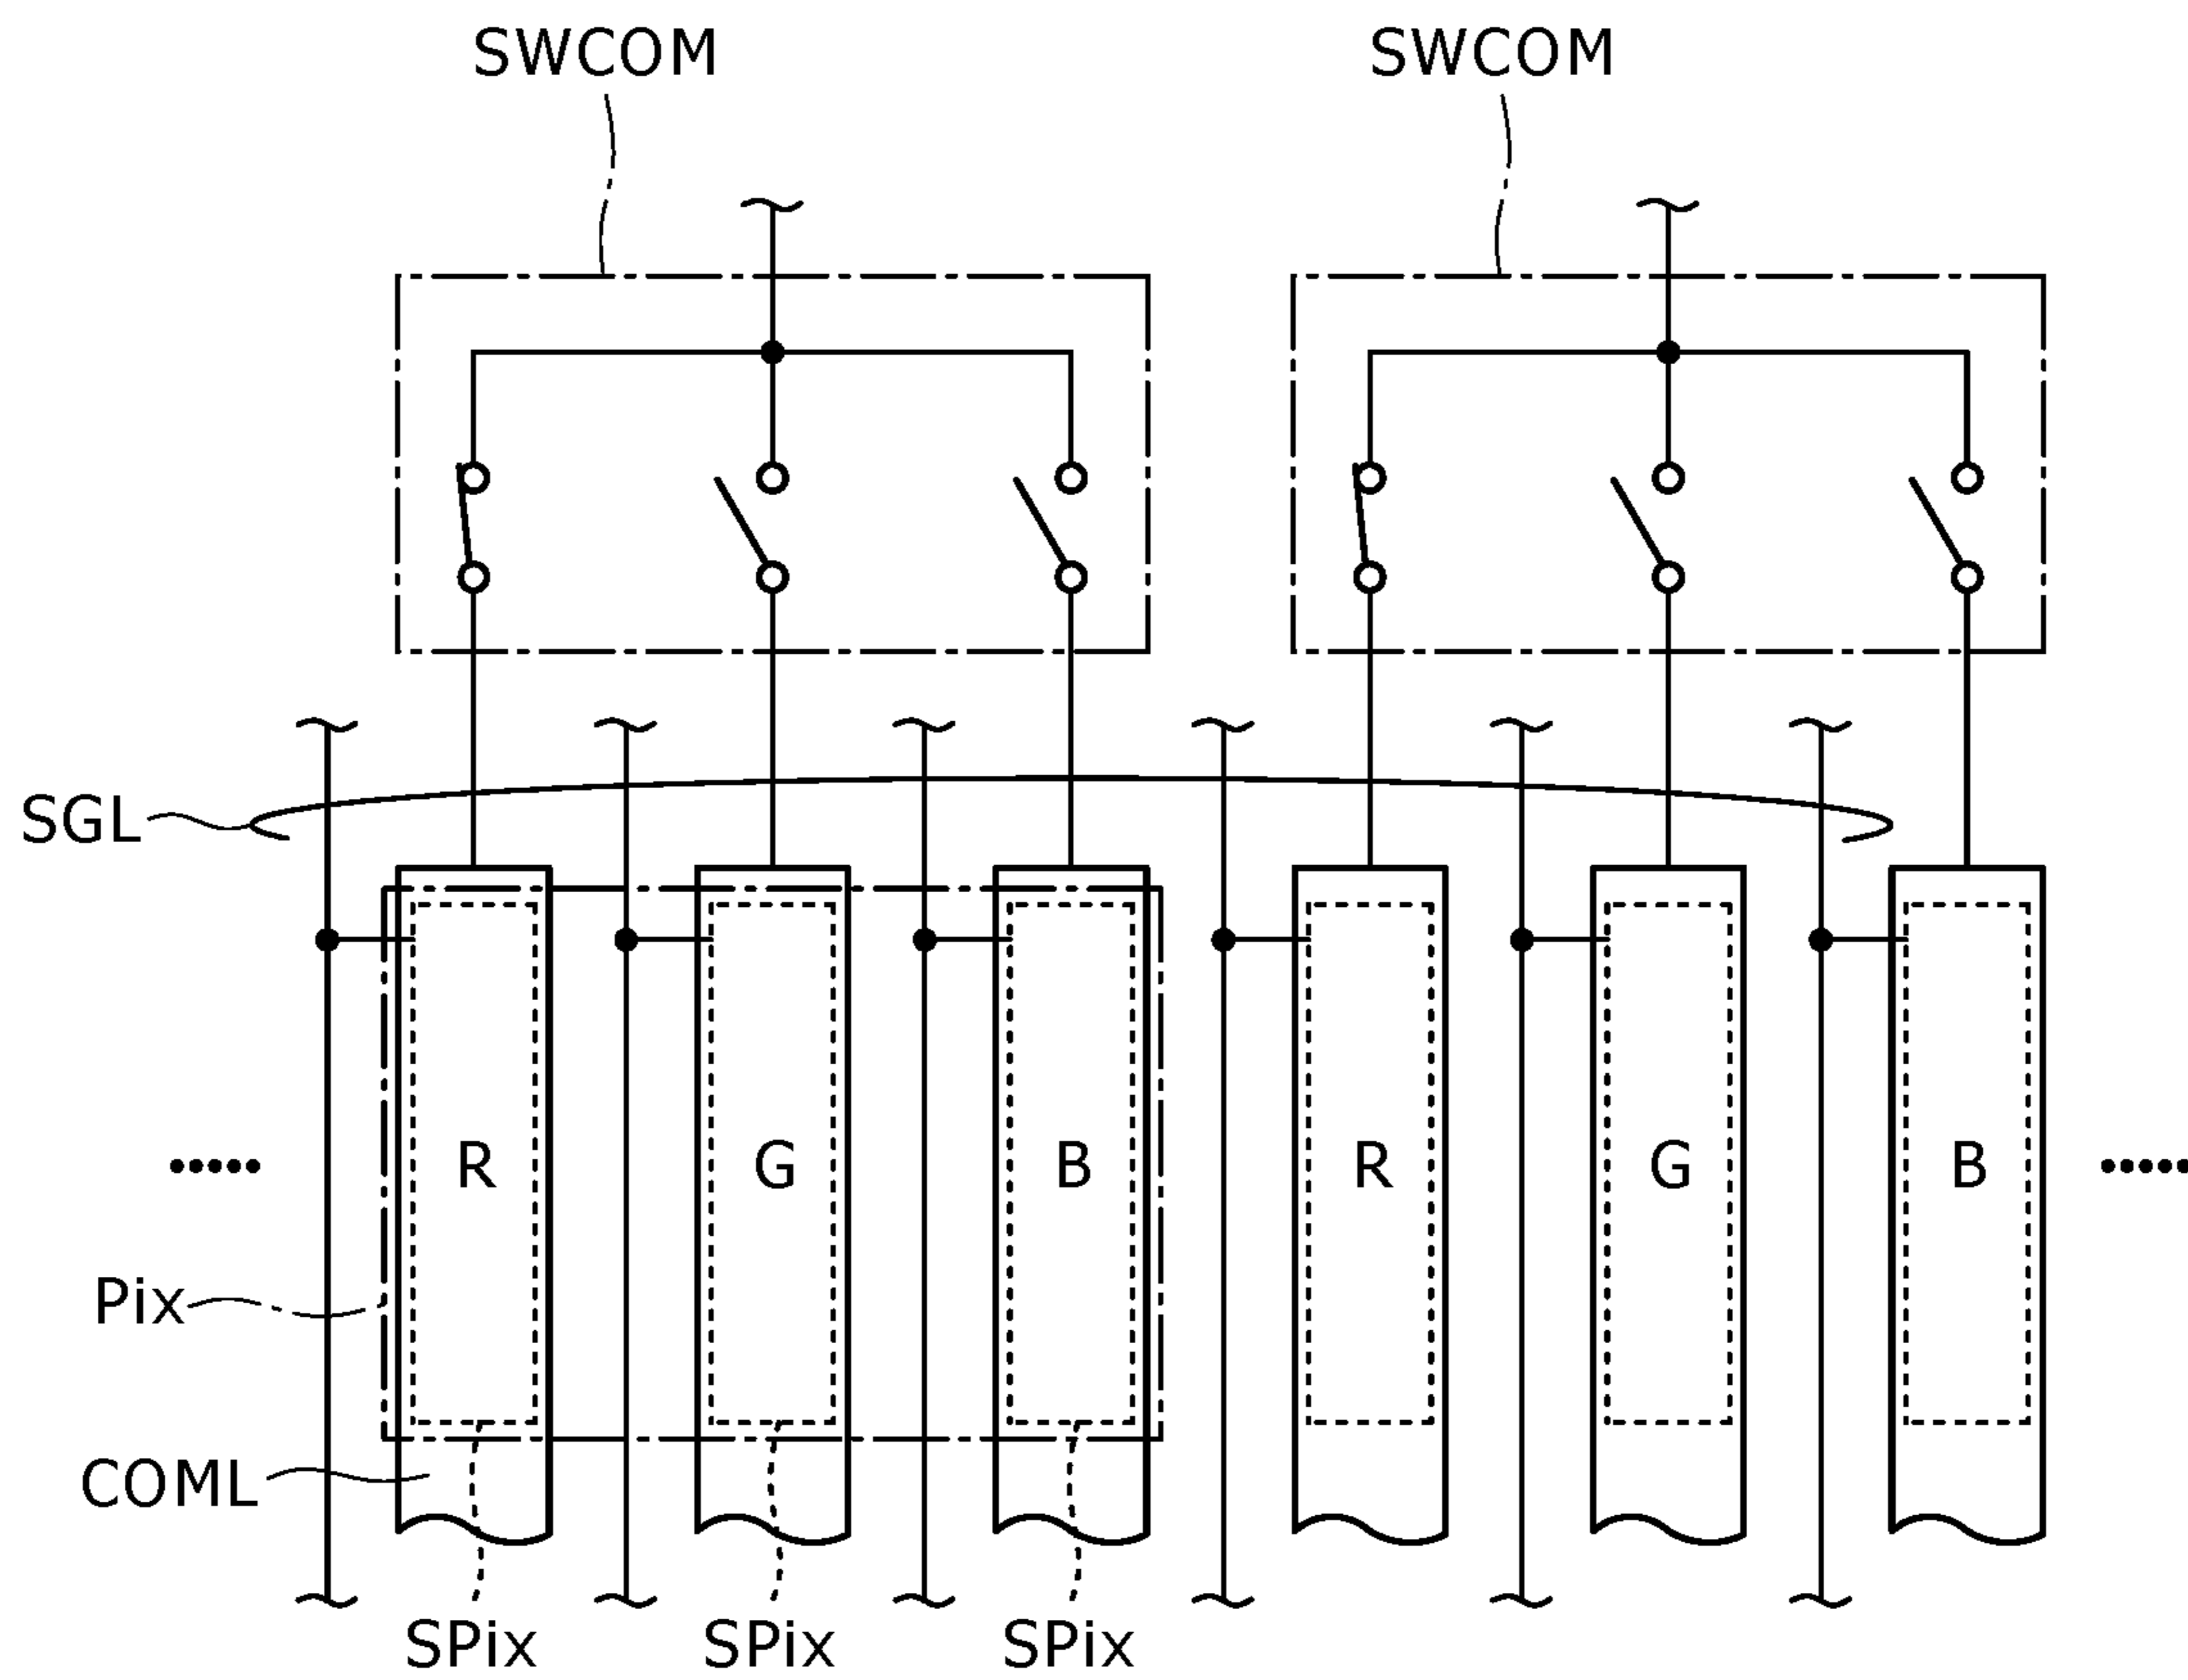 SWCOM SWCOM
SGL
R G B R G B
Pix
COML
SPix SPix SPix